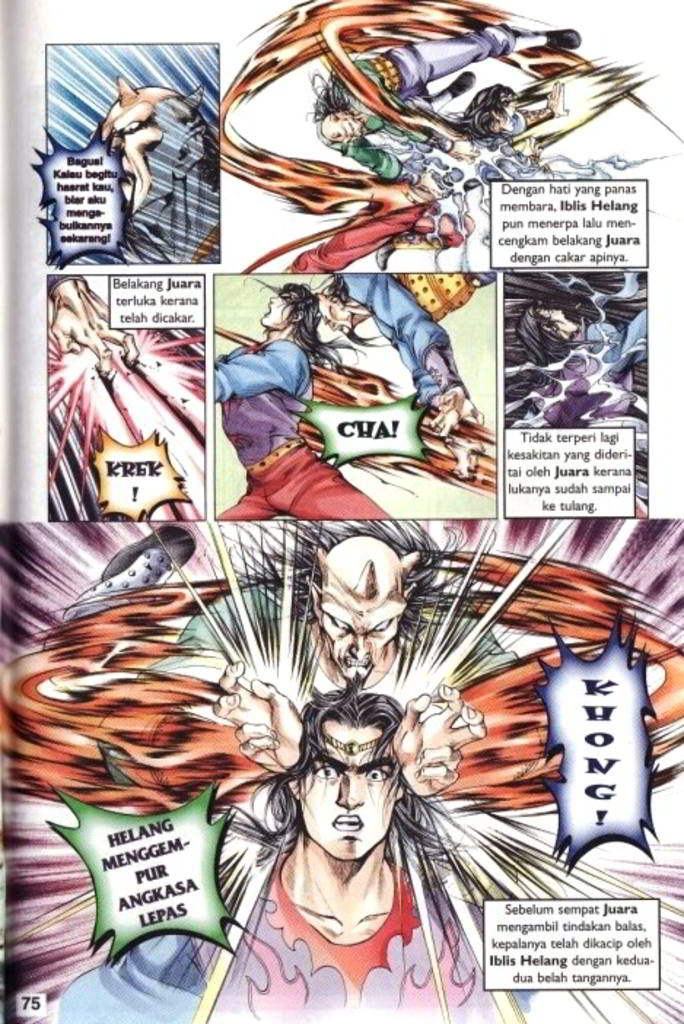 Bagus!
Kalau begitu
hasrat kau,
biar aku
menga-
bulkannya
sekarang!
Dengan hati yang panas
membara, Iblis Helang
pun menerpa lalu men-
cengkam belakang Juara
dengan cakar apinya.
Belakang Juara
terluka kerana
telah dicakar.
KREK
!
CHA!
Tidak terperi lagi
kesakitan yang dideri-
tai oleh Juara kerana
lukanya sudah sampai
ke tulang.
KHONG!
HELANG
MENGGEM-
PUR
ANGKASA
LEPAS
Sebelum sempat Juara
mengambil tindakan balas,
kepalanya telah dikacip oleh
Iblis Helang dengan kedua-
dua belah tangannya.
75